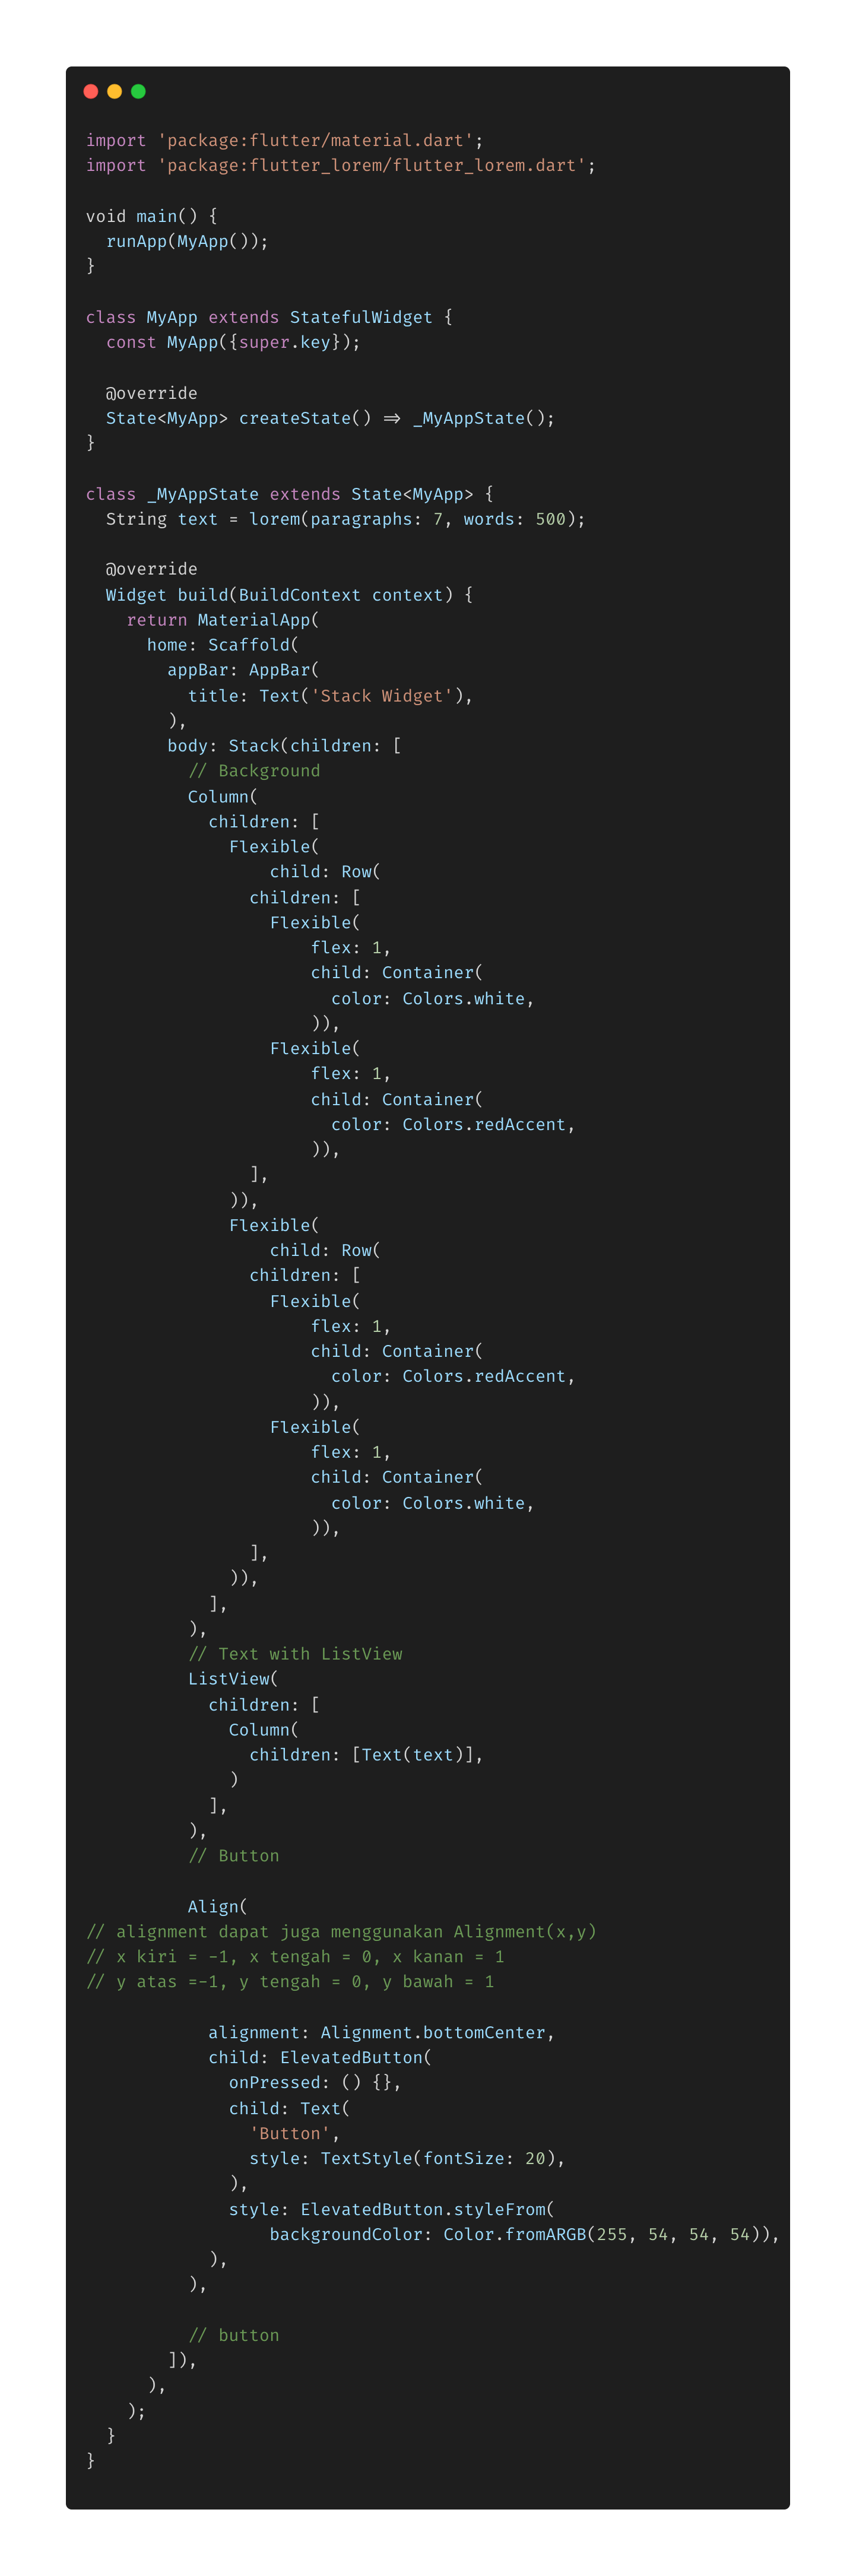 import 'package:flutter/material.dart';
import 'package:flutter_lorem/flutter_lorem.dart';

void main() {
  runApp(MyApp());
}

class MyApp extends StatefulWidget {
  const MyApp({super.key});

  @override
  State<MyApp> createState() => _MyAppState();
}

class _MyAppState extends State<MyApp> {
  String text = lorem(paragraphs: 7, words: 500);

  @override
  Widget build(BuildContext context) {
    return MaterialApp(
      home: Scaffold(
        appBar: AppBar(
          title: Text('Stack Widget'),
        ),
        body: Stack(children: [
          // Background
          Column(
            children: [
              Flexible(
                  child: Row(
                children: [
                  Flexible(
                      flex: 1,
                      child: Container(
                        color: Colors.white,
                      )),
                  Flexible(
                      flex: 1,
                      child: Container(
                        color: Colors.redAccent,
                      )),
                ],
              )),
              Flexible(
                  child: Row(
                children: [
                  Flexible(
                      flex: 1,
                      child: Container(
                        color: Colors.redAccent,
                      )),
                  Flexible(
                      flex: 1,
                      child: Container(
                        color: Colors.white,
                      )),
                ],
              )),
            ],
          ),
          // Text with ListView
          ListView(
            children: [
              Column(
                children: [Text(text)],
              )
            ],
          ),
          // Button

          Align(
// alignment dapat juga menggunakan Alignment(x,y)
// x kiri = -1, x tengah = 0, x kanan = 1
// y atas =-1, y tengah = 0, y bawah = 1

            alignment: Alignment.bottomCenter,
            child: ElevatedButton(
              onPressed: () {},
              child: Text(
                'Button',
                style: TextStyle(fontSize: 20),
              ),
              style: ElevatedButton.styleFrom(
                  backgroundColor: Color.fromARGB(255, 54, 54, 54)),
            ),
          ),

          // button
        ]),
      ),
    );
  }
}